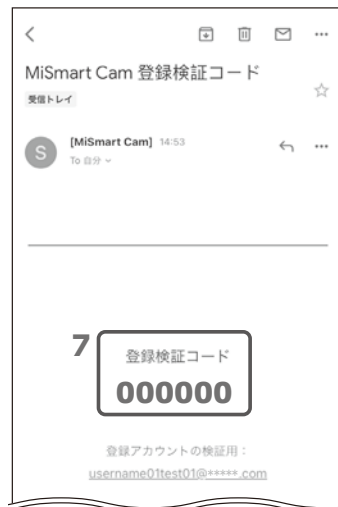 MiSmart Cam 登録検証コード
受信トレイ
S
[MiSmart Cam] 14:53
To 自分
7
登録検証コード
000000
登録アカウントの検証用：
username01test01@*****.com